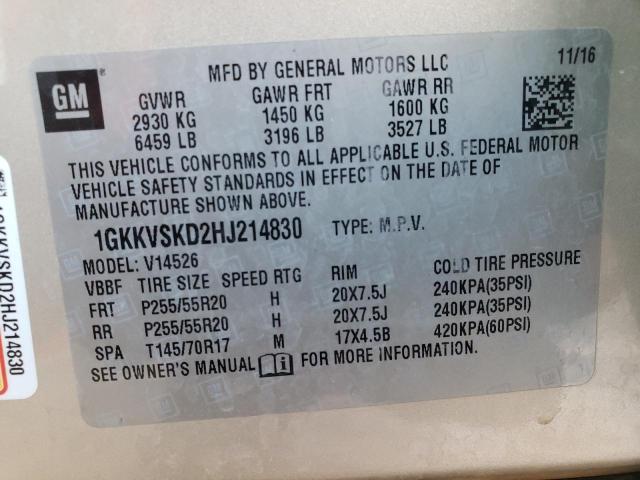 GM
MFD BY GENERAL MOTORS LLC
11/16
GVWR GAWR FRT GAWR RR
2930 KG 1450 KG 1600 KG
6459 LB 3196 LB 3527 LB
THIS VEHICLE CONFORMS TO ALL APPLICABLE U.S. FEDERAL MOTOR
VEHICLE SAFETY STANDARDS IN EFFECT ON THE DATE OF
MANUFACTURE SHOWN ABOVE.
1GKKVSKD2HJ214830 TYPE: M.P.V.
MODEL: V14526
VBBF TIRE SIZE SPEED RTG RIM COLD TIRE PRESSURE
FRT P255/55R20 H 20X7.5J 240KPA(35PSI)
RR P255/55R20 H 20X7.5J 240KPA(35PSI)
SPA T145/70R17 M 17X4.5B 420KPA(60PSI)
SEE OWNER'S MANUAL i FOR MORE INFORMATION.
1GKKVSKD2HJ214830